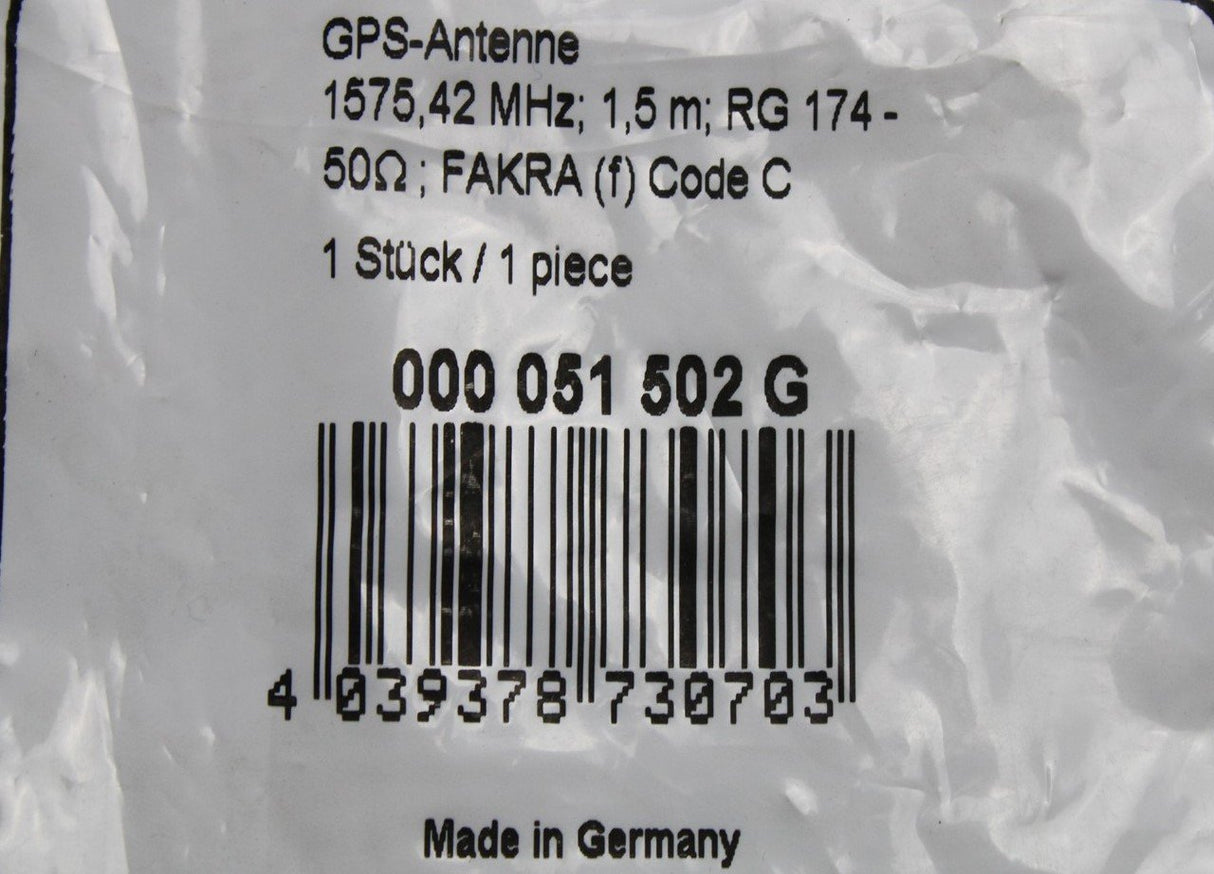 GPS-Antenne
1575,42 MHz; 1,5 m; RG 174 -
50Ω ; FAKRA (f) Code C
1 Stück / 1 piece
000 051 502 G
4 039378 730703
Made in Germany